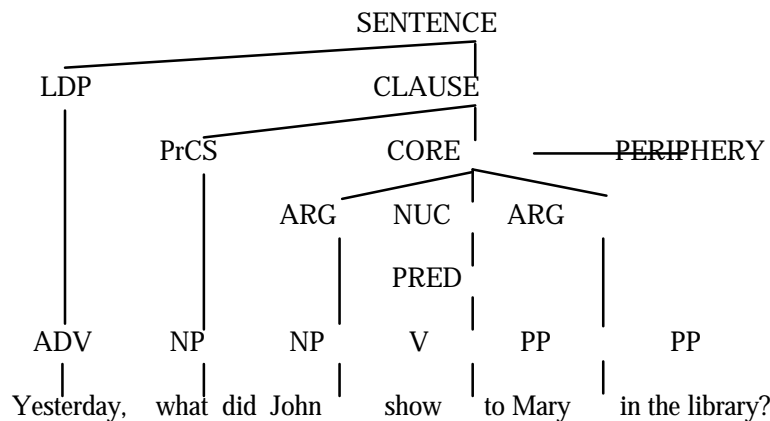 SENTENCE
LDP CLAUSE
PrCS CORE PERIPHERY
ARG NUC ARG
PRED
ADV NP NP V PP PP
Yesterday, what did John show to Mary in the library?